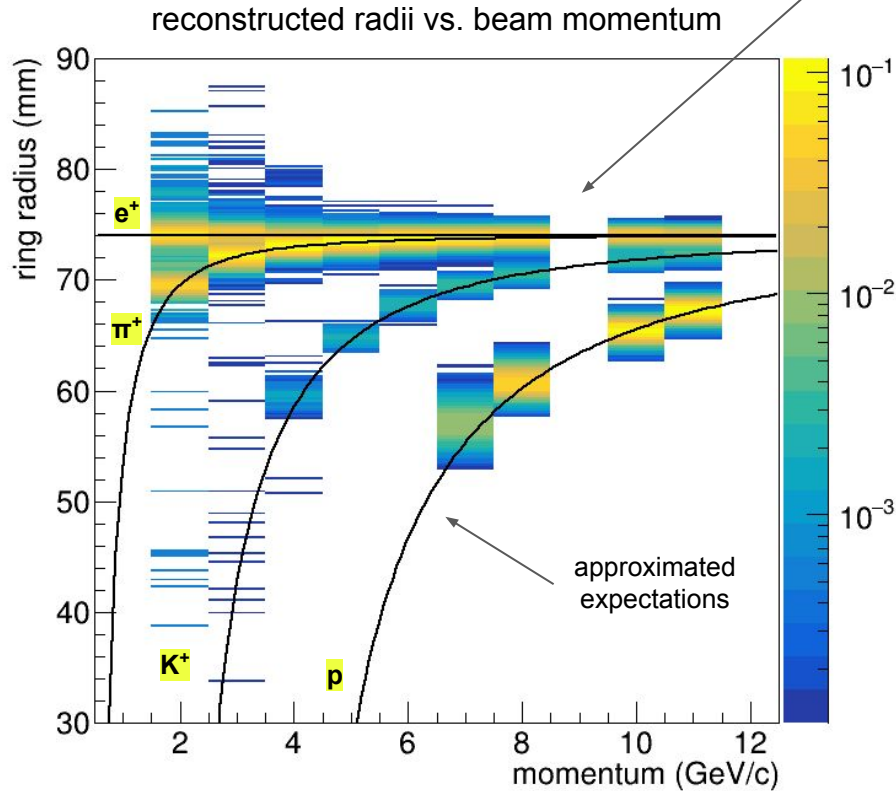 reconstructed radii vs. beam momentum
ring radius (mm)
90
80
70
60
50
40
30
e⁺
π⁺
K⁺
p
approximated
expectations
2 4 6 8 10 12
momentum (GeV/c)
10⁻¹
10⁻²
10⁻³